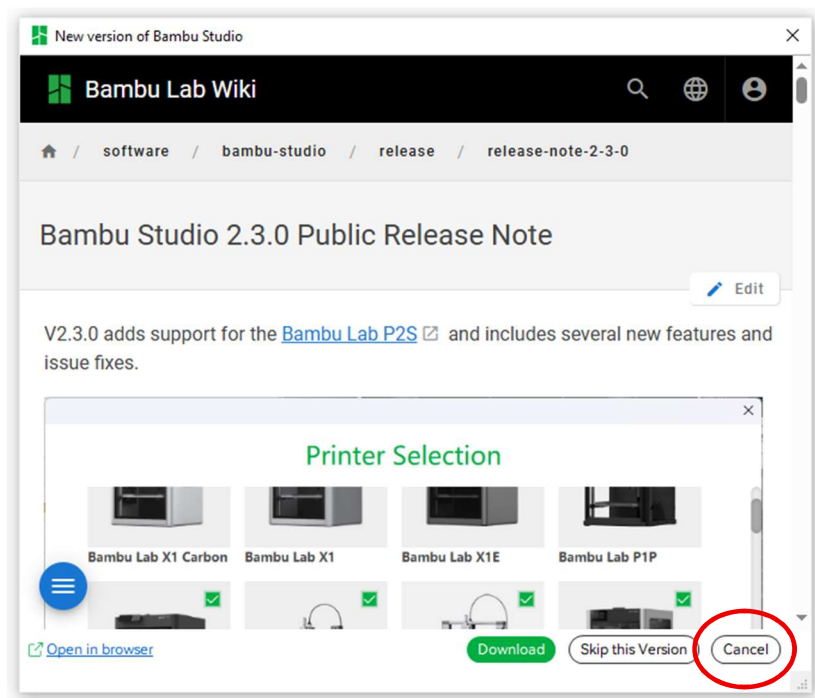 New version of Bambu Studio
Bambu Lab Wiki
/ software / bambu-studio / release / release-note-2-3-0
Bambu Studio 2.3.0 Public Release Note
Edit
V2.3.0 adds support for the Bambu Lab P2S and includes several new features and
issue fixes.
Printer Selection
Bambu Lab X1 Carbon Bambu Lab X1 Bambu Lab X1E Bambu Lab P1P
Open in browser Download Skip this Version Cancel